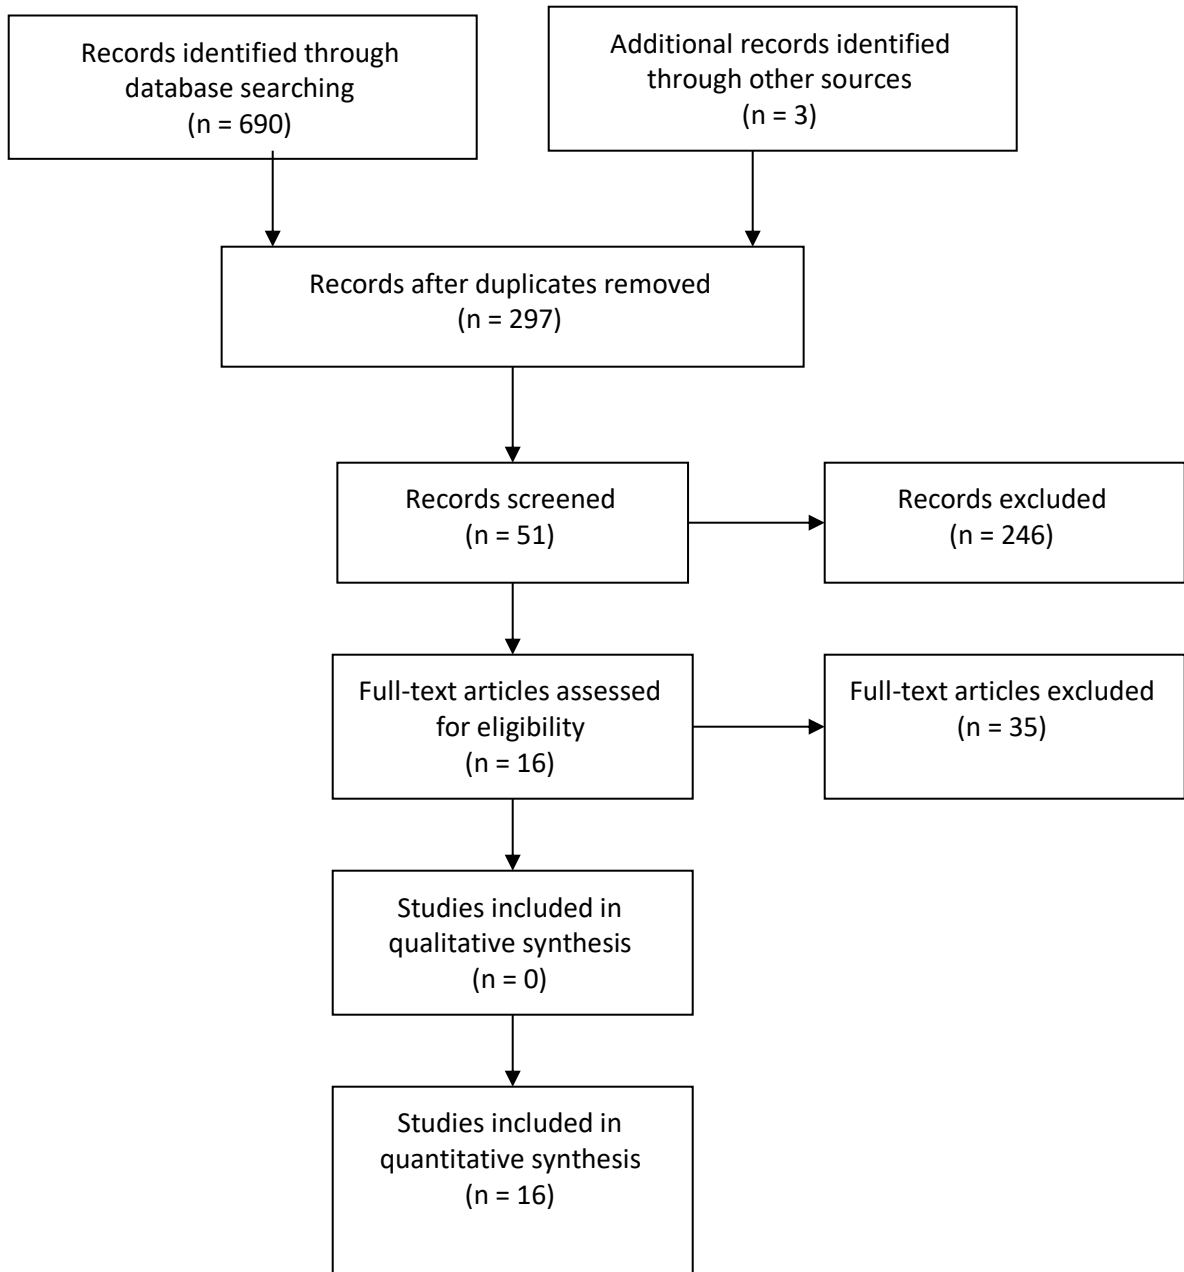 Records identified through
database searching
(n = 690)
Additional records identified
through other sources
(n = 3)
Records after duplicates removed
(n = 297)
Records screened
(n = 51)
Records excluded
(n = 246)
Full-text articles assessed
for eligibility
(n = 16)
Full-text articles excluded
(n = 35)
Studies included in
qualitative synthesis
(n = 0)
Studies included in
quantitative synthesis
(n = 16)